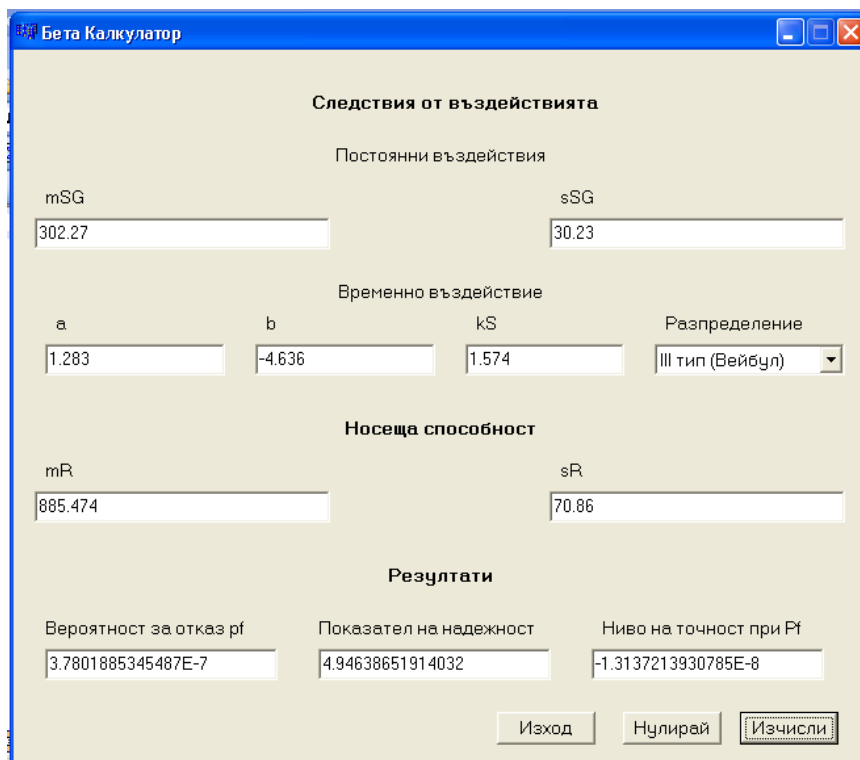 Бета Калкулатор
Следствия от въздействията
Постоянни въздействия
mSG sSG
302.27 30.23
Временно въздействие
a b kS Разпределение
1.283 -4.636 1.574 III тип (Вейбул)
Носеща способност
mR sR
885.474 70.86
Резултати
Вероятност за отказ pf Показател на надежност Ниво на точност при Pf
3.7801885345487E-7 4.94638651914032 -1.3137213930785E-8
Изход Нулирай Изчисли